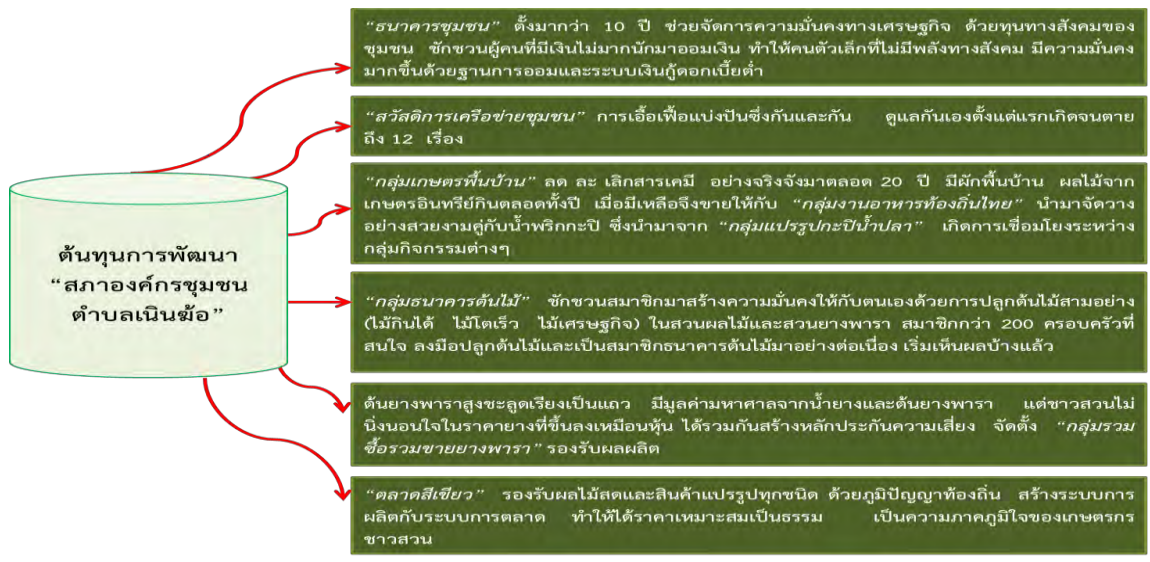 ต้นทุนการพัฒนา
“สภาองค์กรชุมชน
ตำบลเนินฆ้อ”
“ธนาคารชุมชน” ตั้งมากว่า 10 ปี ช่วยจัดการความมั่นคงทางเศรษฐกิจ ด้วยทุนทางสังคมของ
ชุมชน ชักชวนผู้คนที่มีเงินไม่มากนักมาออมเงิน ทำให้คนตัวเล็กที่ไม่มีพลังทางสังคม มีความมั่นคง
มากขึ้นด้วยฐานการออมและระบบเงินกู้ดอกเบี้ยต่ำ
“สวัสดิการเครือข่ายชุมชน” การเอื้อเฟื้อแบ่งปันซึ่งกันและกัน ดูแลกันเองตั้งแต่แรกเกิดจนตาย
ถึง 12 เรื่อง
“กลุ่มเกษตรพื้นบ้าน” ลด ละ เลิกสารเคมี อย่างจริงจังมาตลอด 20 ปี มีผักพื้นบ้าน ผลไม้จาก
เกษตรอินทรีย์กินตลอดทั้งปี เมื่อมีเหลือจึงขายให้กับ “กลุ่มงานอาหารท้องถิ่นไทย” นำมาจัดวาง
อย่างสวยงามคู่กับน้ำพริกกะปิ ซึ่งนำมาจาก “กลุ่มแปรรูปกะปิน้ำปลา” เกิดการเชื่อมโยงระหว่าง
กลุ่มกิจกรรมต่างๆ
“กลุ่มธนาคารต้นไม้” ชักชวนสมาชิกมาสร้างความมั่นคงให้กับตนเองด้วยการปลูกต้นไม้สามอย่าง
(ไม้กินได้ ไม้โตเร็ว ไม้เศรษฐกิจ) ในสวนผลไม้และสวนยางพารา สมาชิกกว่า 200 ครอบครัวที่
สนใจ ลงมือปลูกต้นไม้และเป็นสมาชิกธนาคารต้นไม้มาอย่างต่อเนื่อง เริ่มเห็นผลบ้างแล้ว
ต้นยางพาราสูงชะลูดเรียงเป็นแถว มีมูลค่ามหาศาลจากน้ำยางและต้นยางพารา แต่ชาวสวนไม่
นิ่งนอนใจในราคายางที่ขึ้นลงเหมือนหุ้น ได้รวมกันสร้างหลักประกันความเสี่ยง จัดตั้ง “กลุ่มรวม
ซื้อรวมขายยางพารา” รองรับผลผลิต
“ตลาดสีเขียว” รองรับผลไม้สดและสินค้าแปรรูปทุกชนิด ด้วยภูมิปัญญาท้องถิ่น สร้างระบบการ
ผลิตกับระบบการตลาด ทำให้ได้ราคาเหมาะสมเป็นธรรม เป็นความภาคภูมิใจของเกษตรกร
ชาวสวน